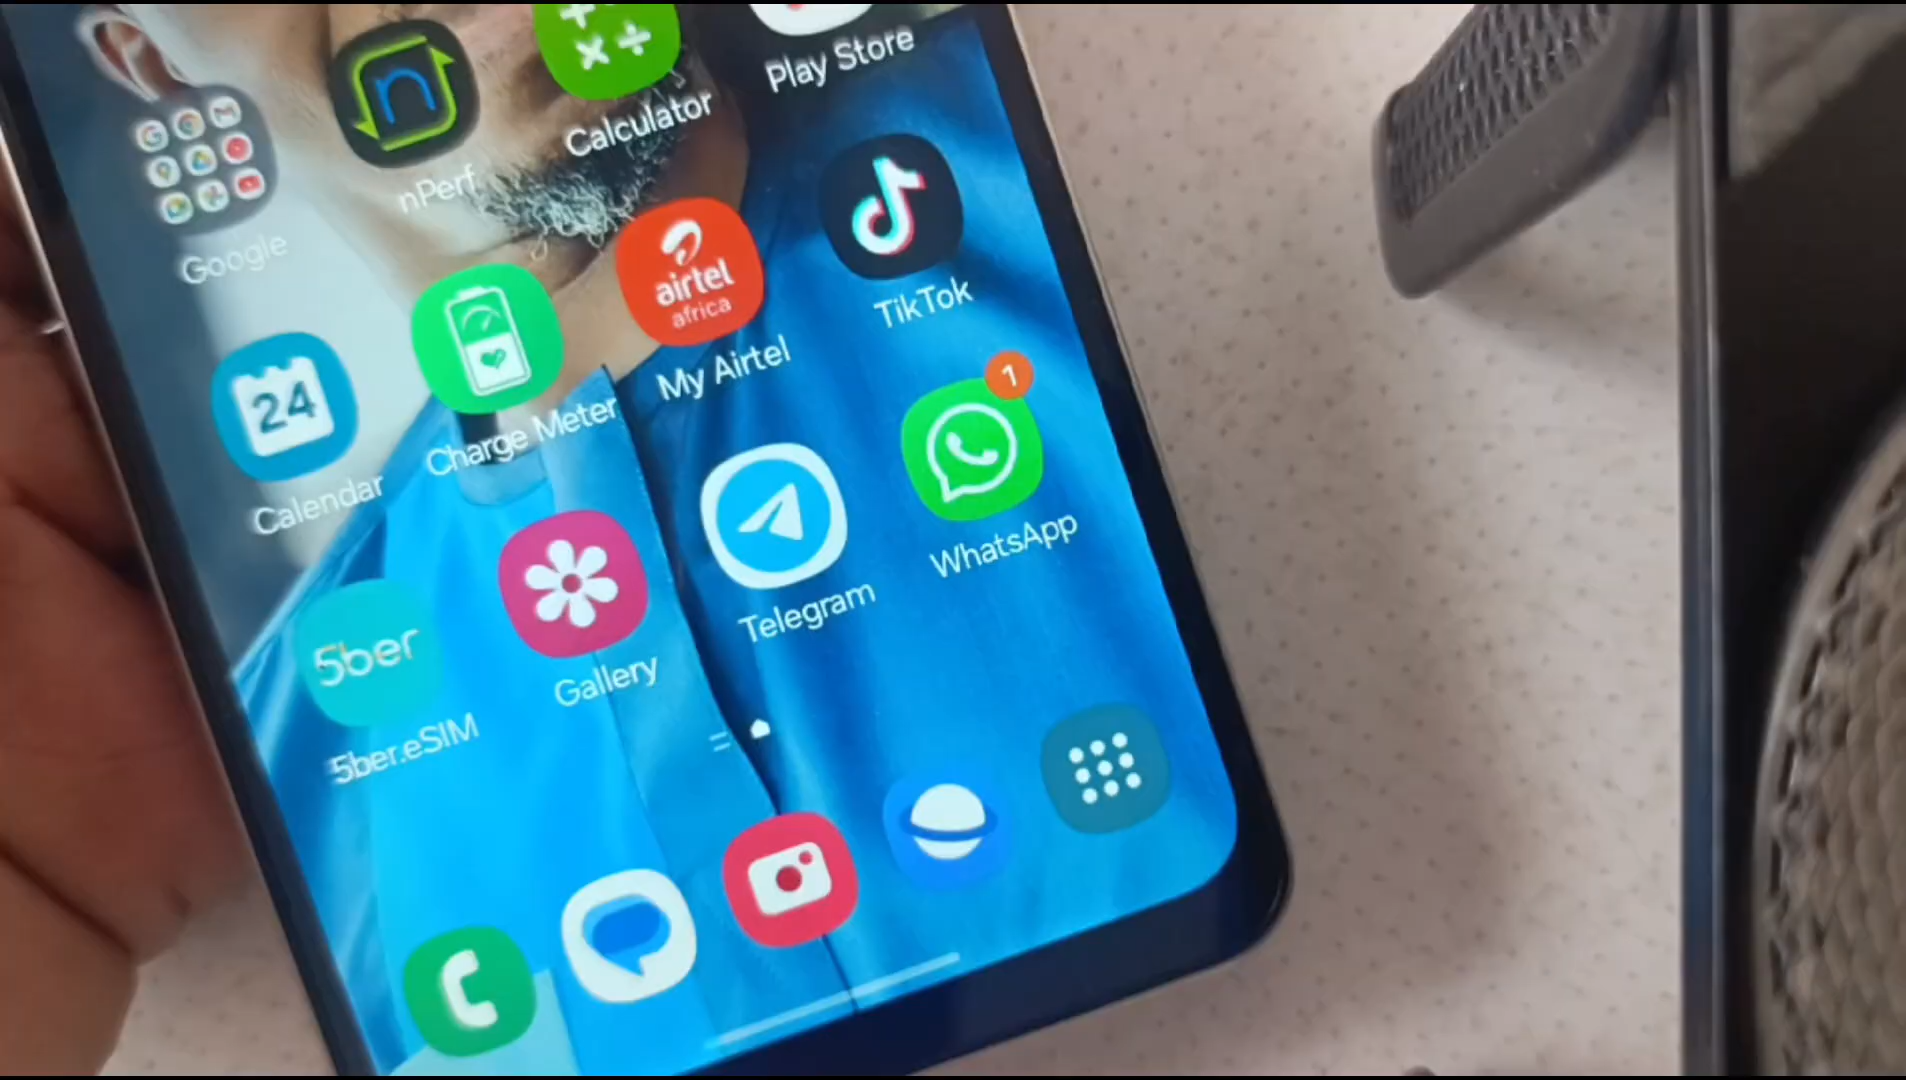 Play Store
Calculator
n
nPerf
Google
TikTok
airtel
africa
My Airtel
24
Calendar
Charge Meter
1
WhatsApp
Telegram
Gallery
5ber
5ber.eSIM